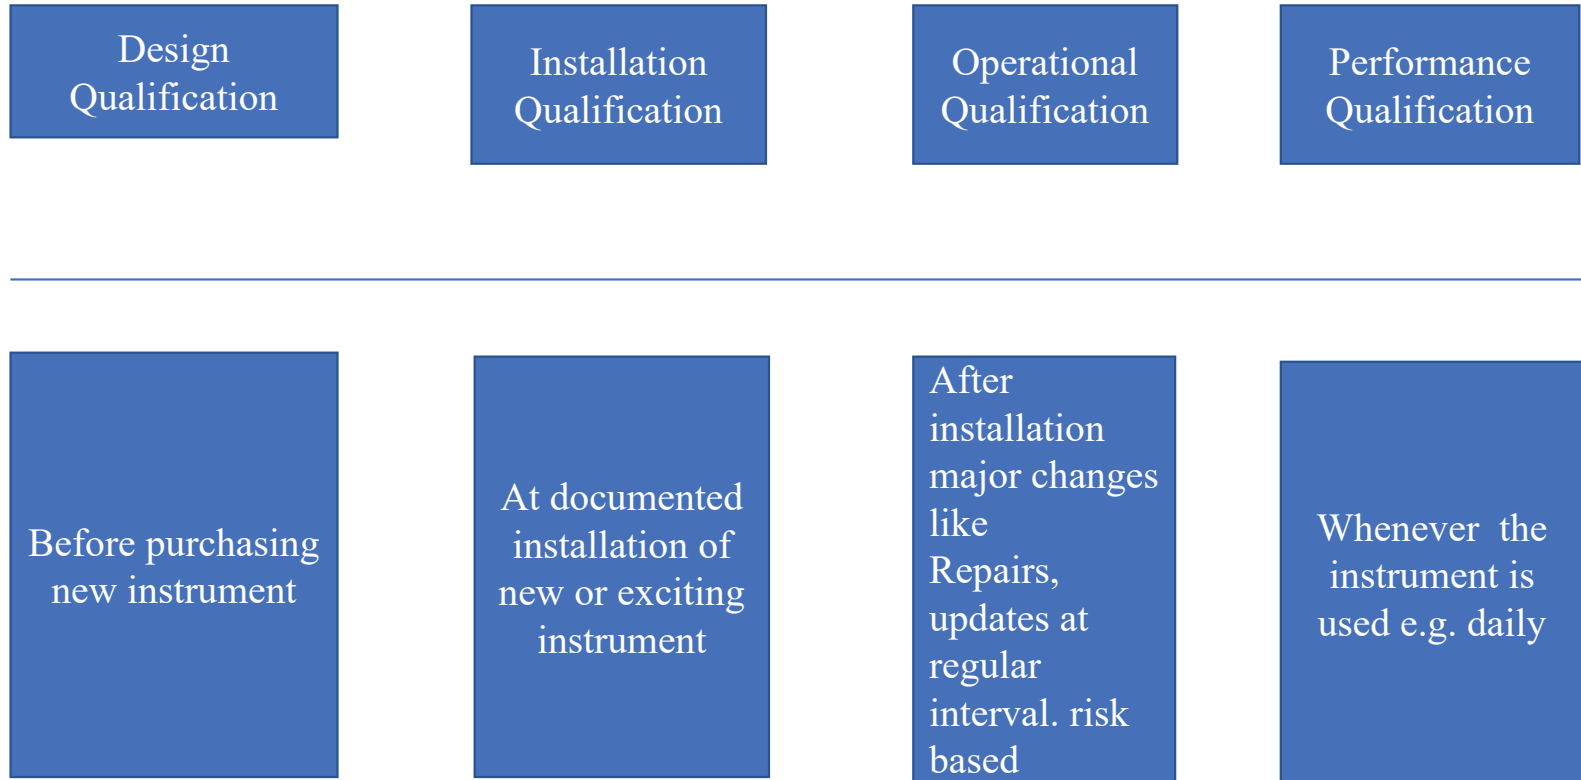 Design
Qualification
Installation
Qualification
Operational
Qualification
Performance
Qualification
Before purchasing
new instrument
At documented
installation of
new or exciting
instrument
After
installation
major changes
like
Repairs,
updates at
regular
interval. risk
based
Whenever  the
instrument is
used e.g. daily